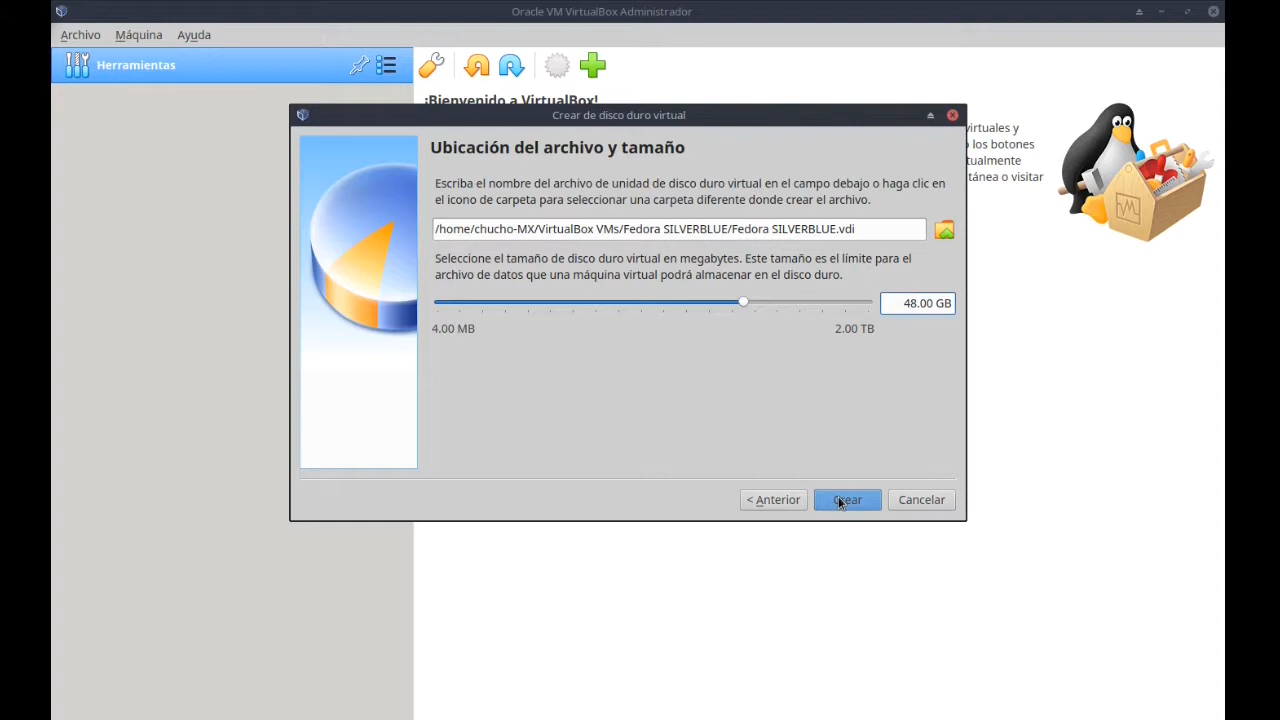 Oracle VM VirtualBox Administrador
Archivo Máquina Ayuda
Herramientas
¡Bienvenido a VirtualBox!
virtuales y
o los botones
tualmente
tánea o visitar
Crear de disco duro virtual
Ubicación del archivo y tamaño
Escriba el nombre del archivo de unidad de disco duro virtual en el campo debajo o haga clic en
el icono de carpeta para seleccionar una carpeta diferente donde crear el archivo.
/home/chucho-MX/VirtualBox VMs/Fedora SILVERBLUE/Fedora SILVERBLUE.vdi
Seleccione el tamaño de disco duro virtual en megabytes. Este tamaño es el límite para el
archivo de datos que una máquina virtual podrá almacenar en el disco duro.
48.00 GB
4.00 MB 2.00 TB
< Anterior Crear Cancelar